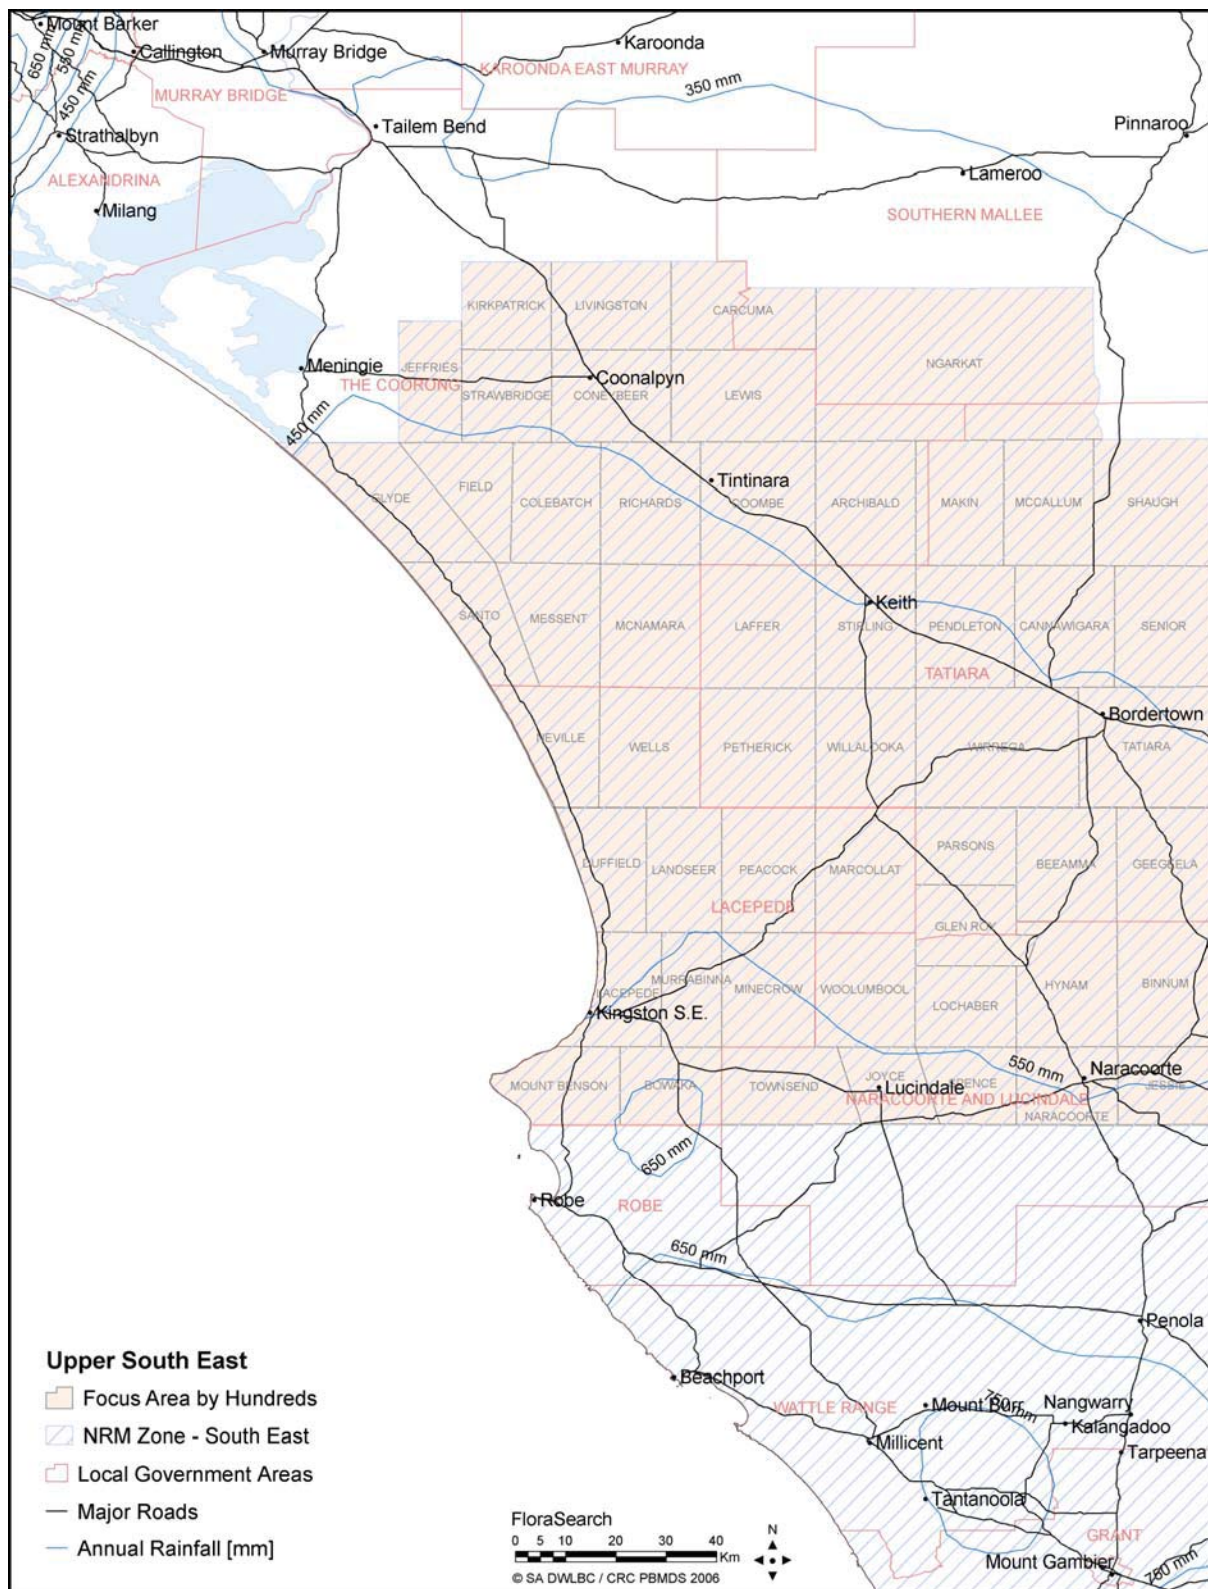 Mount Barker
Callington
Murray Bridge
Karoonda
KAROONDA EAST MURRAY
650 mm
550 mm
450 mm
350 mm
MURRAY BRIDGE
Tailem Bend
Pinnaroo
Strathalbyn
Lameroo
ALEXANDRINA
Milang
SOUTHERN MALLEE
KIRKPATRICK
LIVINGSTON
CARCUMA
NGARKAT
Meningie
JEFFRIES
THE COORONG
Coonalpyn
STRAWBRIDGE
CONEYBEER
LEWIS
450 mm
Tintinara
GLYDE
FIELD
COLEBATCH
RICHARDS
COOMBE
ARCHIBALD
MAKIN
MCCALLUM
SHAUGH
Keith
SANTO
MESSENT
MCNAMARA
LAFFER
STIRLING
PENDLETON
CANNAWIGARA
SENIOR
TATIARA
Bordertown
NEVILLE
WELLS
PETHERICK
WILLALOOKA
WIRREGA
TATIARA
DUFFIELD
LANDSEER
PEACOCK
MARCOLLAT
PARSONS
BEEAMMA
GEEGEELA
LACEPEDE
GLEN ROY
LACEPEDE
MURRABINNA
MINECROW
WOOLUMBOOL
LOCHABER
HYNAM
BINNUM
Kingston S.E.
550 mm
Naracoorte
MOUNT BENSON
BOWAKA
TOWNSEND
JOYCE
Lucindale
SPENCE
JESSIE
NARACOORTE AND LUCINDALE
NARACOORTE
650 mm
Robe
ROBE
650 mm
Penola
Beachport
WATTLE RANGE
Mount Burr
750 mm
Nangwarry
Kalangadoo
Millicent
Tarpeena
Tantanoola
GRANT
Mount Gambier
780 mm
Upper South East
Focus Area by Hundreds
NRM Zone - South East
Local Government Areas
Major Roads
Annual Rainfall [mm]
FloraSearch
0 5 10 20 30 40
Km
N
© SA DWLBC / CRC PBMDS 2006